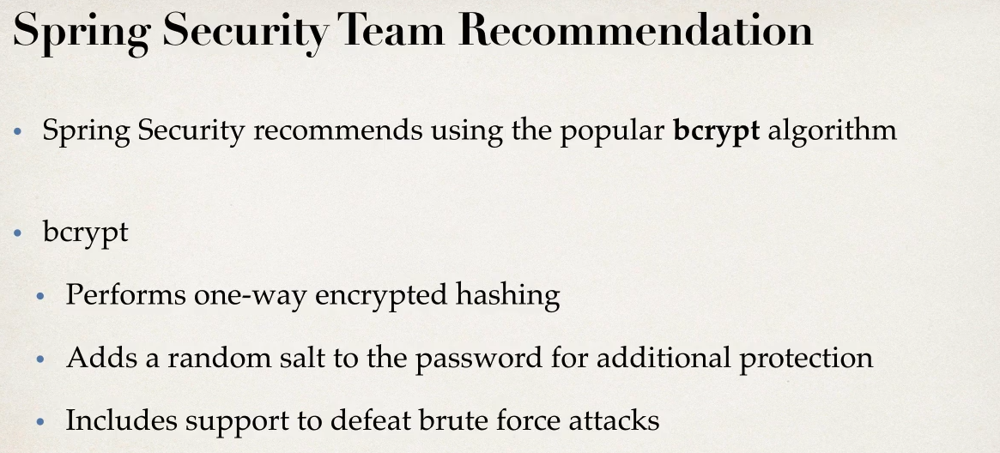 Spring Security Team Recommendation
• Spring Security recommends using the popular bcrypt algorithm
• bcrypt
• Performs one-way encrypted hashing
• Adds a random salt to the password for additional protection
• Includes support to defeat brute force attacks